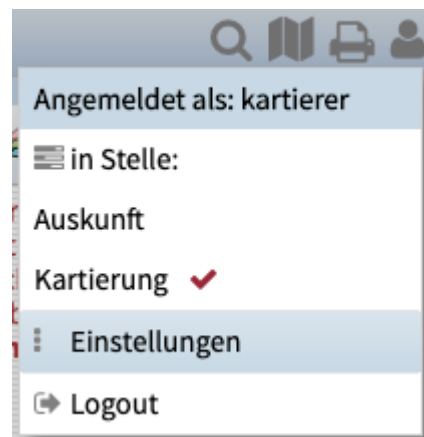 Angemeldet als: kartierer
in Stelle:
Auskunft
Kartierung
Einstellungen
Logout